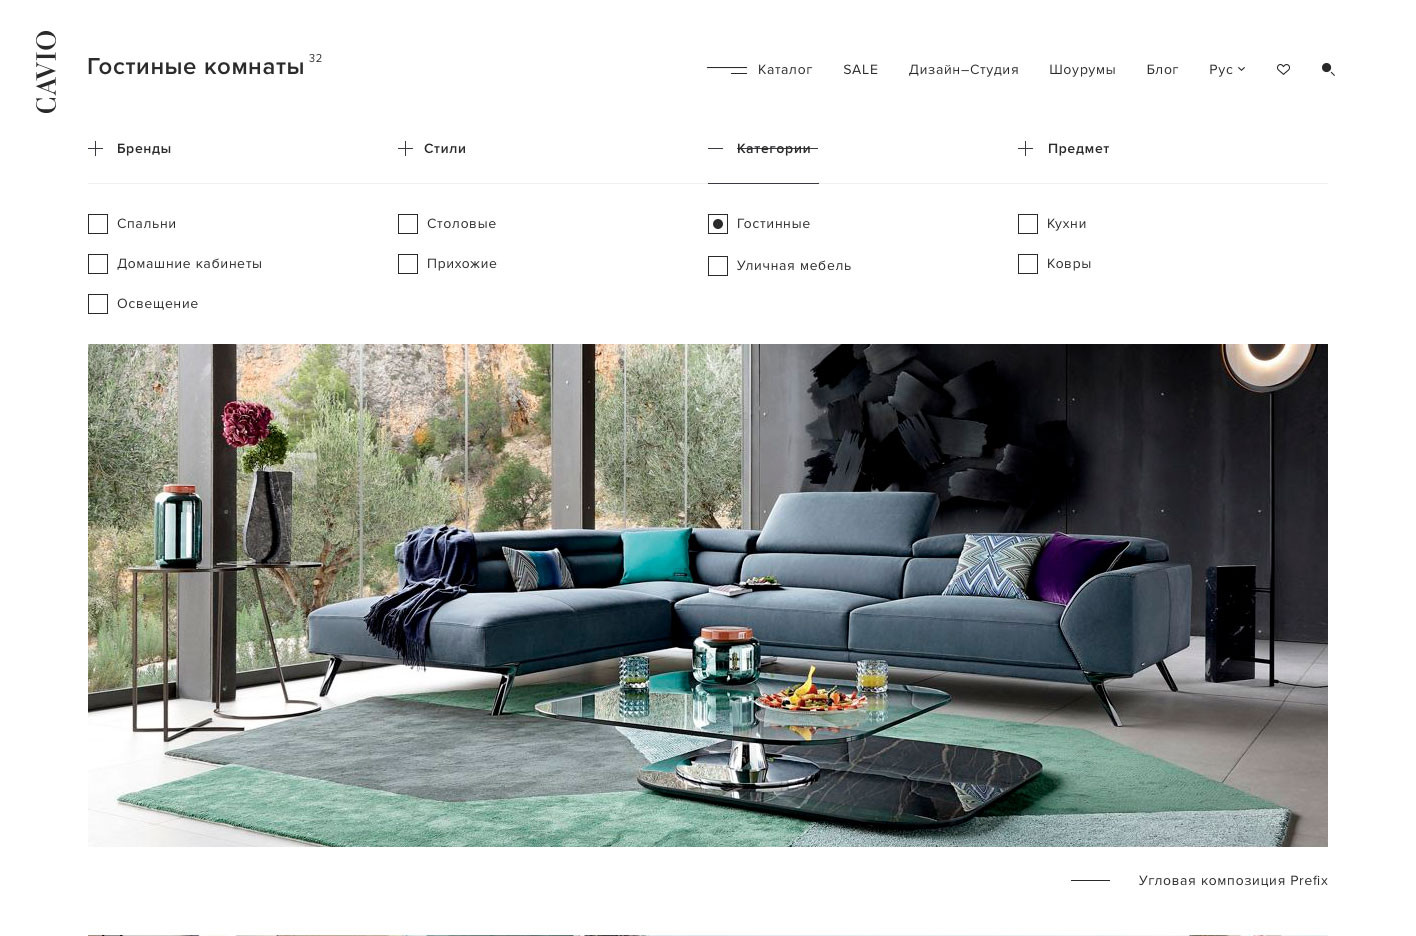 CAVIO
Гостиные комнаты 32
Каталог SALE Дизайн–Студия Шоурумы Блог Рус
Бренды Стили Категории Предмет
Спальни Столовые Гостинные Кухни
Домашние кабинеты Прихожие Уличная мебель Ковры
Освещение
Угловая композиция Prefix